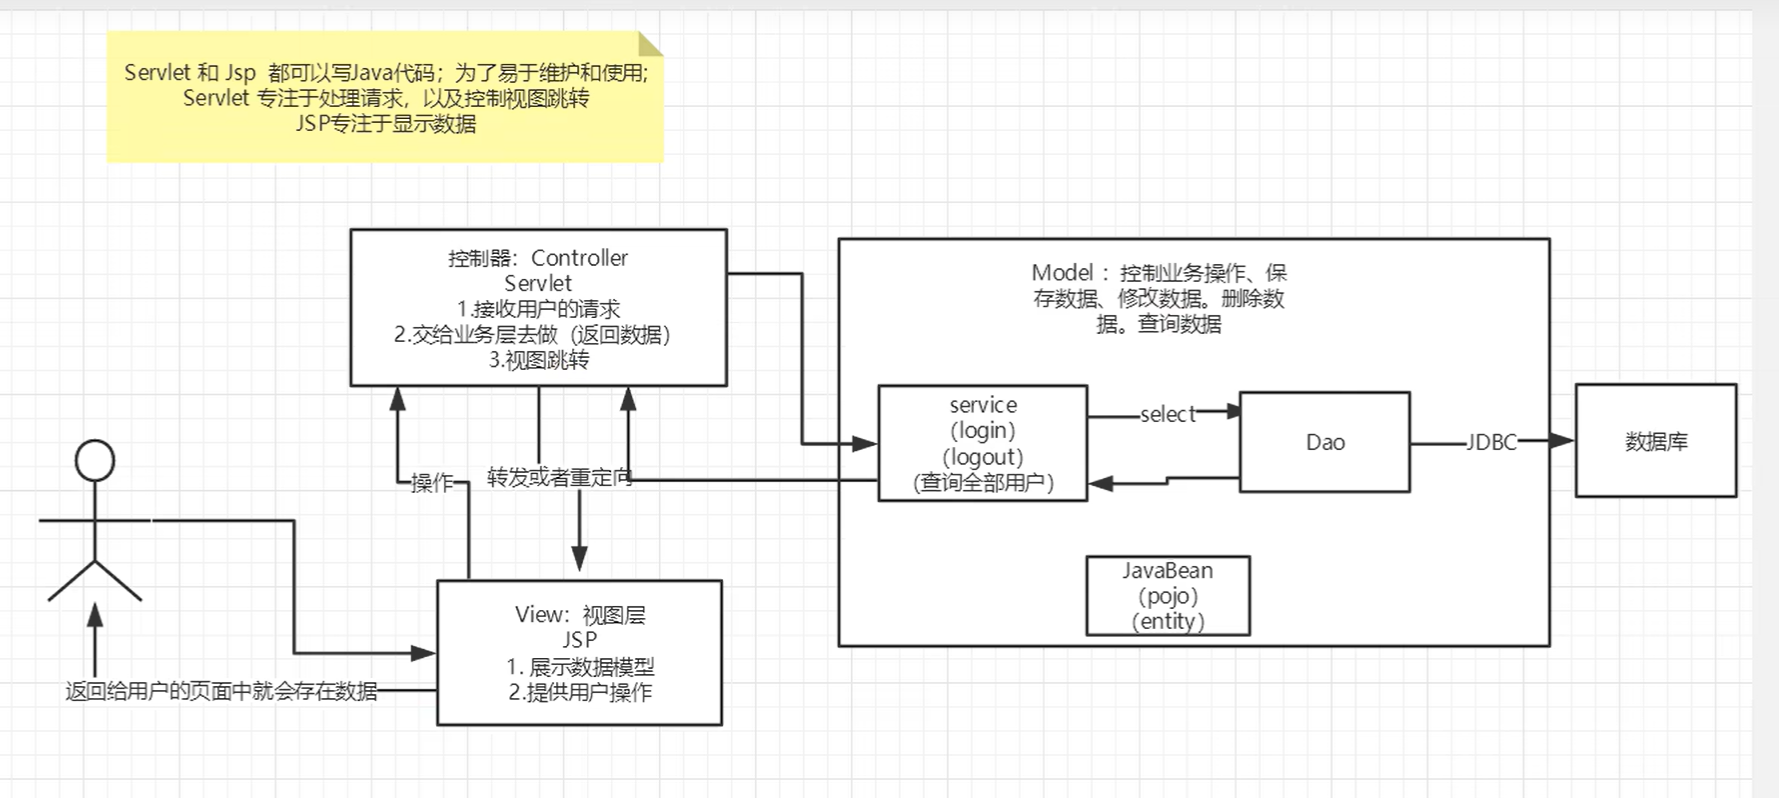 Servlet 和 Jsp 都可以写Java代码；为了易于维护和使用;
Servlet 专注于处理请求，以及控制视图跳转
JSP专注于显示数据
控制器：Controller
Servlet
1.接收用户的请求
2.交给业务层去做（返回数据）
3.视图跳转
Model ：控制业务操作、保
存数据、修改数据。删除数
据。查询数据
service
（login）
（logout）
（查询全部用户）
select
Dao
JDBC
数据库
操作
转发或者重定向
JavaBean
（pojo）
（entity）
View：视图层
JSP
1. 展示数据模型
2.提供用户操作
返回给用户的页面中就会存在数据